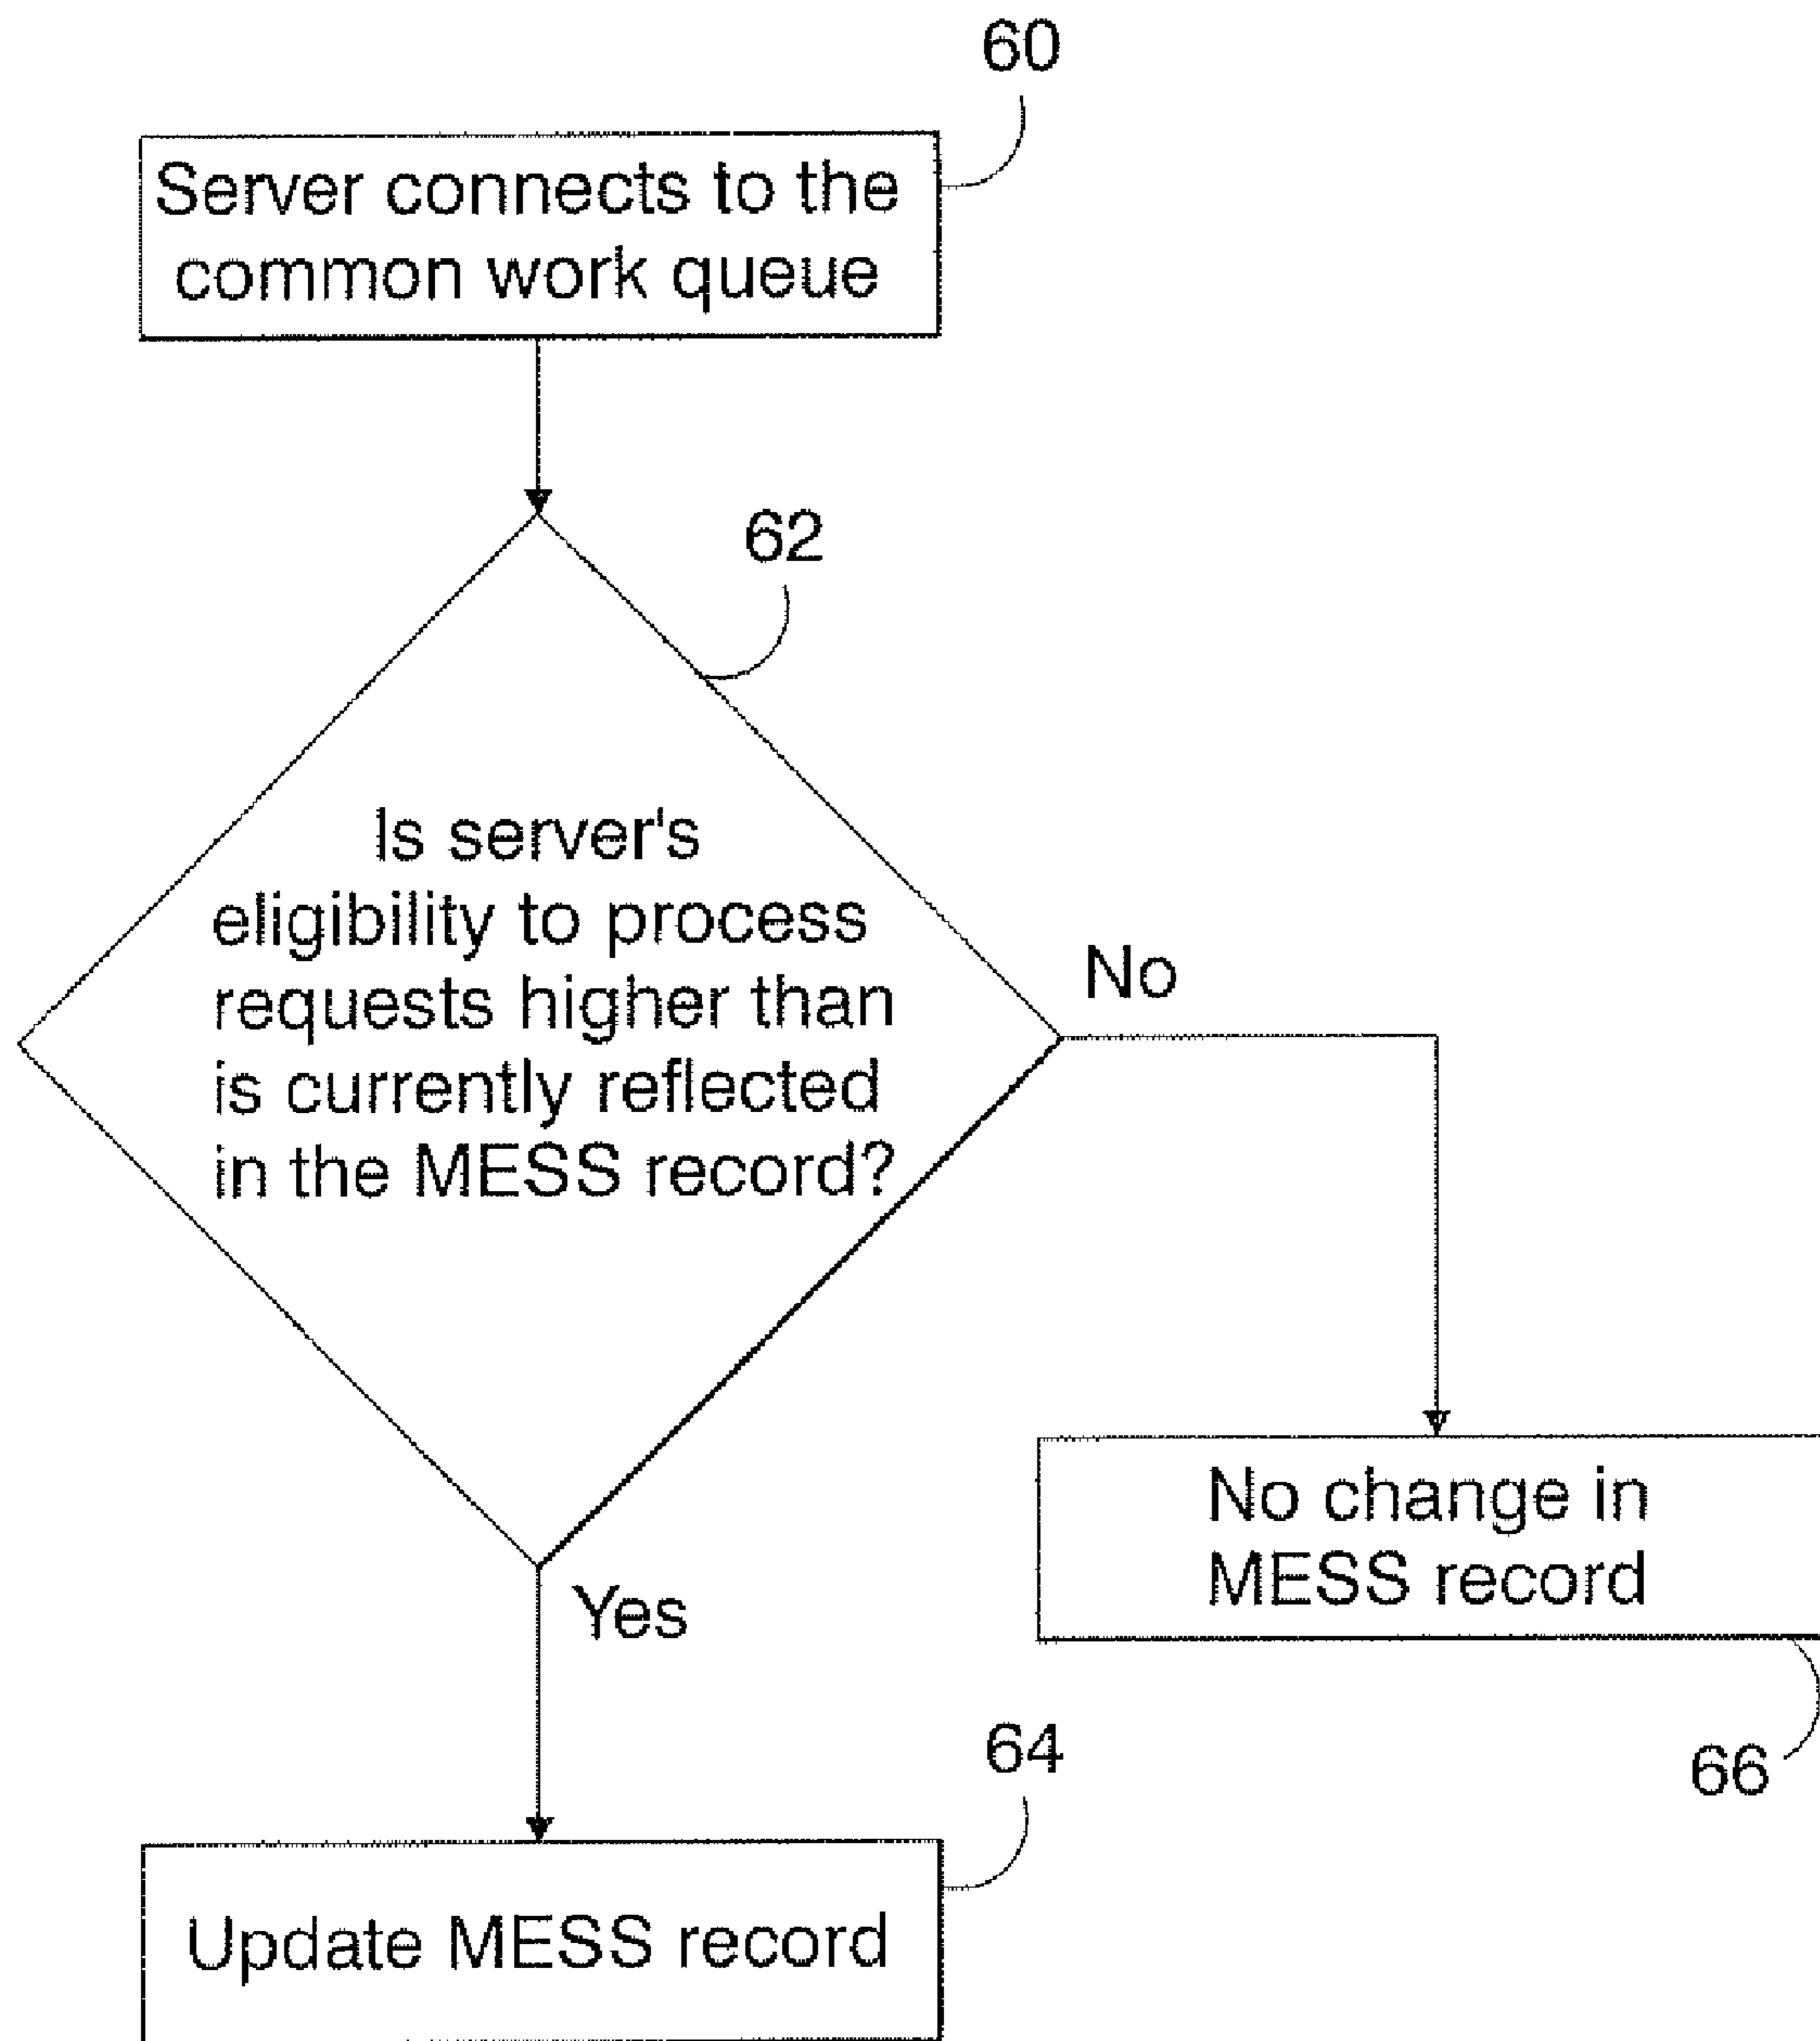 60
Server connects to the
common work queue
62
Is server's
eligibility to process
requests higher than
is currently reflected
in the MESS record?
No
No change in
MESS record
66
Yes
64
Update MESS record